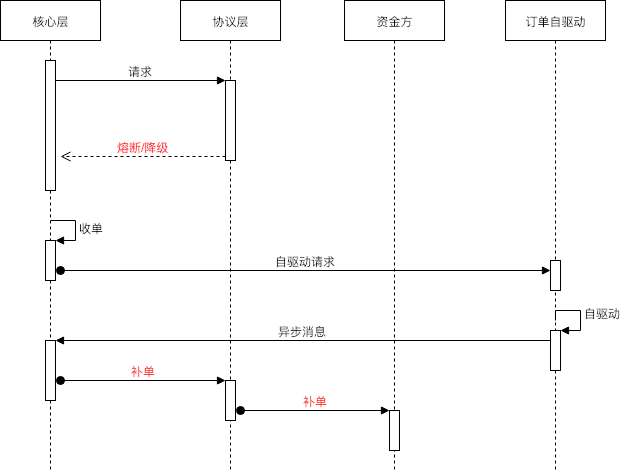 核心层
协议层
资金方
订单自驱动
请求
熔断/降级
收单
自驱动请求
自驱动
异步消息
补单
补单